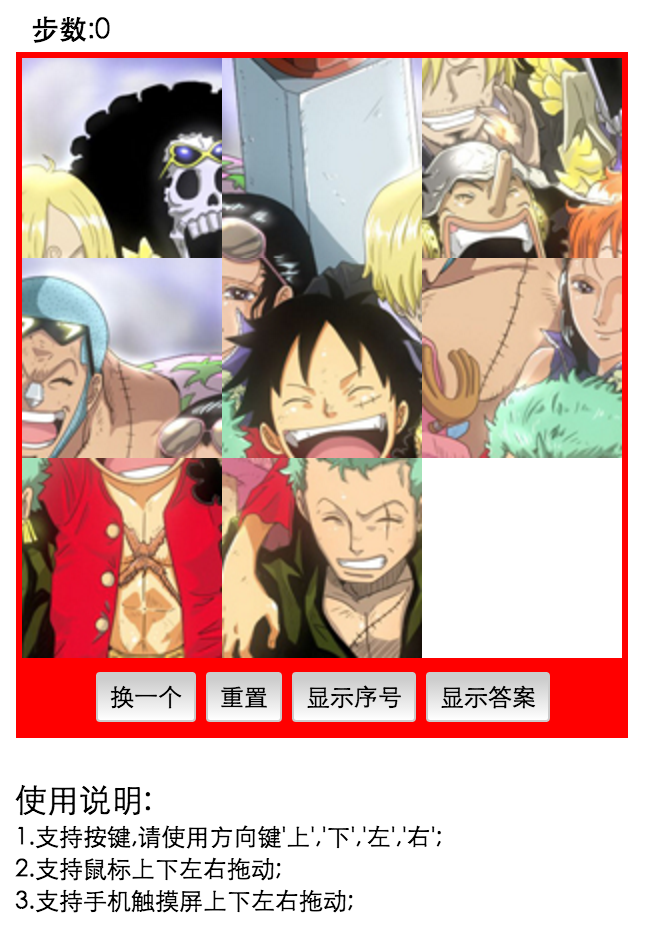 步数:0
换一个 重置 显示序号 显示答案
使用说明:
1.支持按键,请使用方向键'上','下','左','右';
2.支持鼠标上下左右拖动;
3.支持手机触摸屏上下左右拖动;